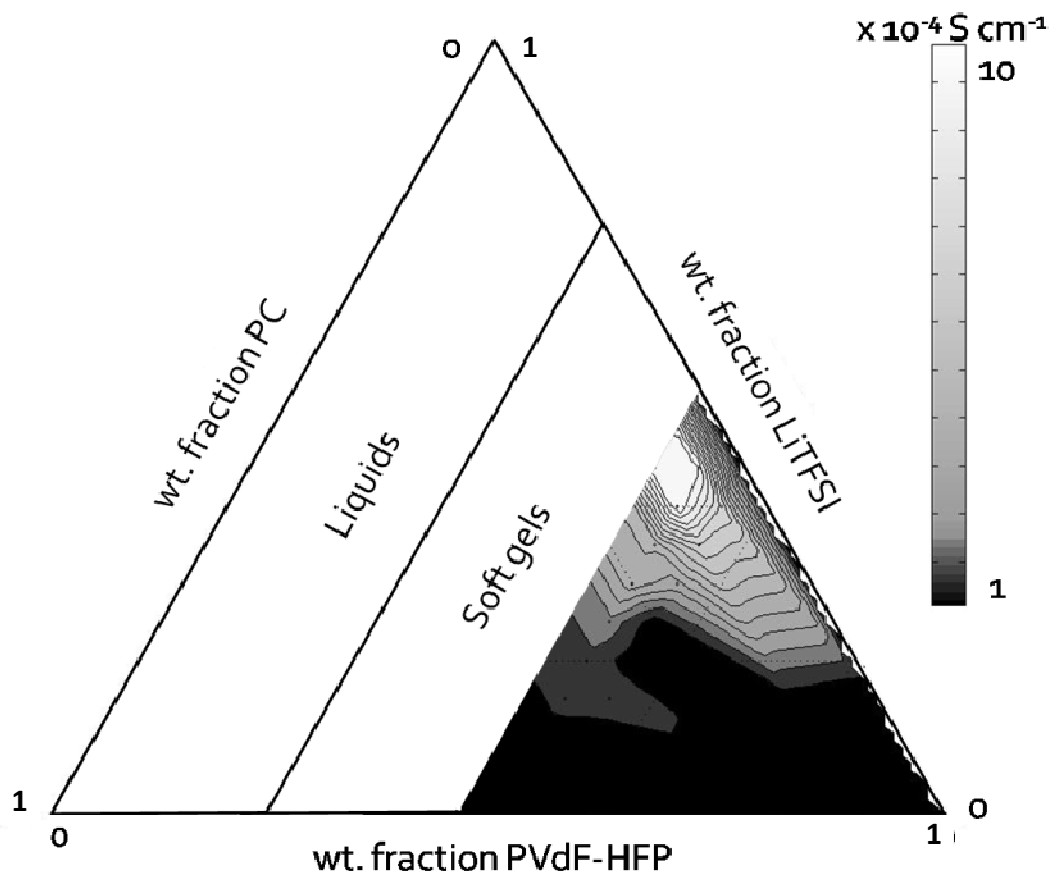 x 10-4 S cm-1
10
0
1
wt. fraction PC
wt. fraction LiTFSI
Liquids
Soft gels
1
1
0
0
1
wt. fraction PVdF-HFP